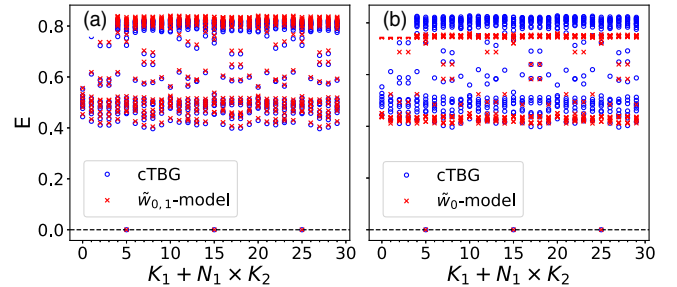 (a)
(b)
E
0.8
0.6
0.4
0.2
0.0
cTBG
w̃₀,₁-model
cTBG
w̃₀-model
0 5 10 15 20 25 30
0 5 10 15 20 25 30
K₁ + N₁ × K₂
K₁ + N₁ × K₂